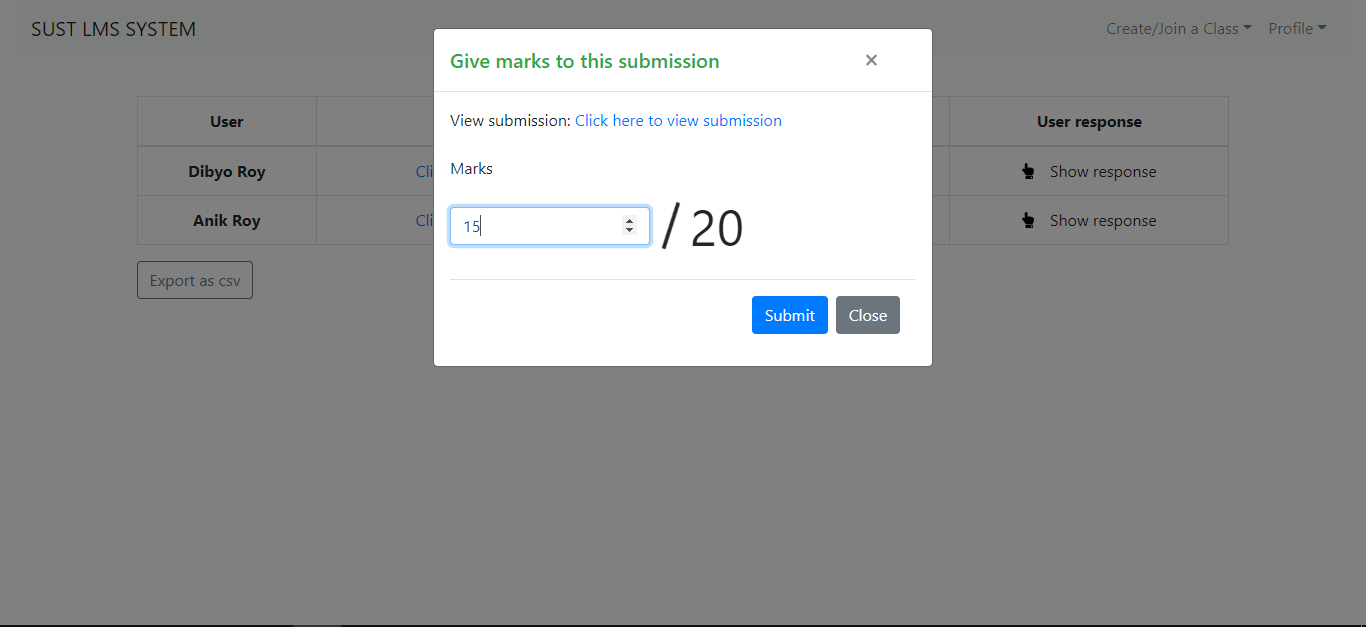 SUST LMS SYSTEM
Create/Join a Class
Profile
Give marks to this submission
×
View submission: Click here to view submission
Marks
15
/ 20
Submit
Close
User
User response
Dibyo Roy
Cli
Show response
Anik Roy
Cli
Show response
Export as csv